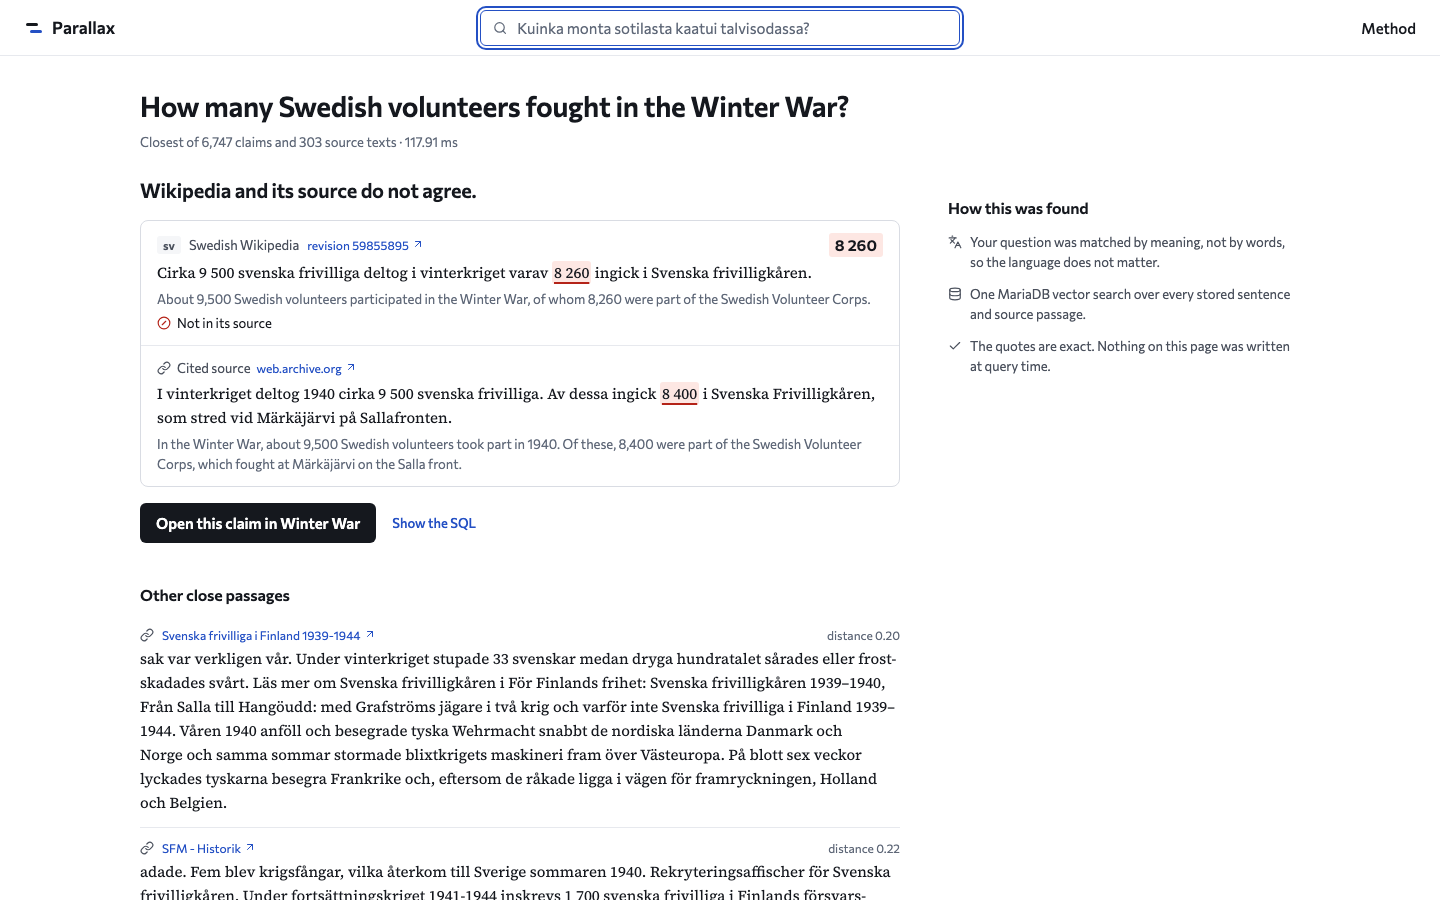 Parallax
Kuinka monta sotilasta kaatui talvisodassa?
Method
How many Swedish volunteers fought in the Winter War?
Closest of 6,747 claims and 303 source texts · 117.91 ms
Wikipedia and its source do not agree.
sv Swedish Wikipedia revision 59855895
8 260
Cirka 9 500 svenska frivilliga deltog i vinterkriget varav 8 260 ingick i Svenska frivilligkåren.
About 9,500 Swedish volunteers participated in the Winter War, of whom 8,260 were part of the Swedish Volunteer Corps.
Not in its source
Cited source web.archive.org
I vinterkriget deltog 1940 cirka 9 500 svenska frivilliga. Av dessa ingick 8 400 i Svenska Frivilligkåren,
som stred vid Märkäjärvi på Sallafronten.
In the Winter War, about 9,500 Swedish volunteers took part in 1940. Of these, 8,400 were part of the Swedish Volunteer
Corps, which fought at Märkäjärvi on the Salla front.
Open this claim in Winter War
Show the SQL
How this was found
Your question was matched by meaning, not by words,
so the language does not matter.
One MariaDB vector search over every stored sentence
and source passage.
The quotes are exact. Nothing on this page was written
at query time.
Other close passages
Svenska frivilliga i Finland 1939-1944
distance 0.20
sak var verkligen vår. Under vinterkriget stupade 33 svenskar medan dryga hundratalet sårades eller frost-
skadades svårt. Läs mer om Svenska frivilligkåren i För Finlands frihet: Svenska frivilligkåren 1939–1940,
Från Salla till Hangöudd: med Grafströms jägare i två krig och varför inte Svenska frivilliga i Finland 1939–
1944. Våren 1940 anföll och besegrade tyska Wehrmacht snabbt de nordiska länderna Danmark och
Norge och samma sommar stormade blixtkrigets maskineri fram över Västeuropa. På blott sex veckor
lyckades tyskarna besegra Frankrike och, eftersom de råkade ligga i vägen för framryckningen, Holland
och Belgien.
SFM - Historik
distance 0.22
adade. Fem blev krigsfångar, vilka återkom till Sverige sommaren 1940. Rekryteringsaffischer för Svenska
frivilligkåren. Under fortsättningskriget 1941-1944 inskrevs 1 700 svenska frivilliga i Finlands försvars-